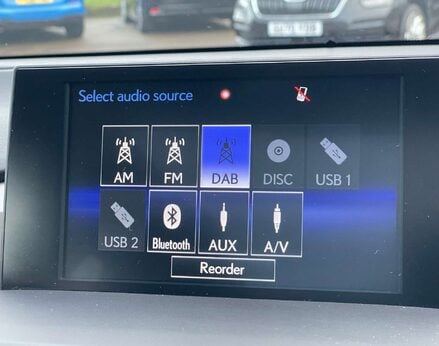 Select audio source
AM FM DAB DISC USB 1
USB 2 Bluetooth AUX A/V
Reorder